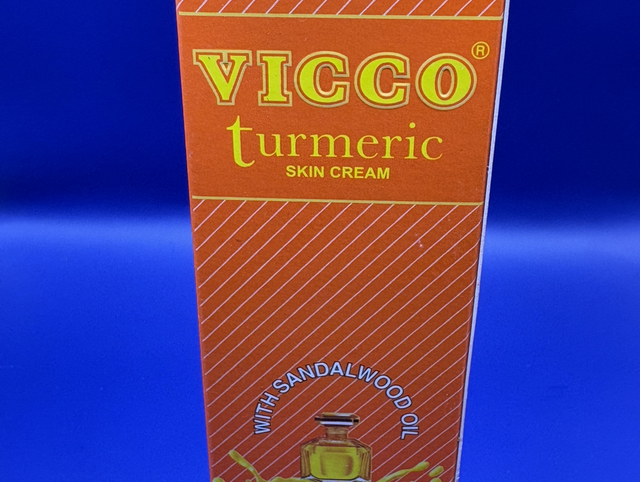 VICCO®
turmeric
SKIN CREAM
WITH SANDALWOOD OIL